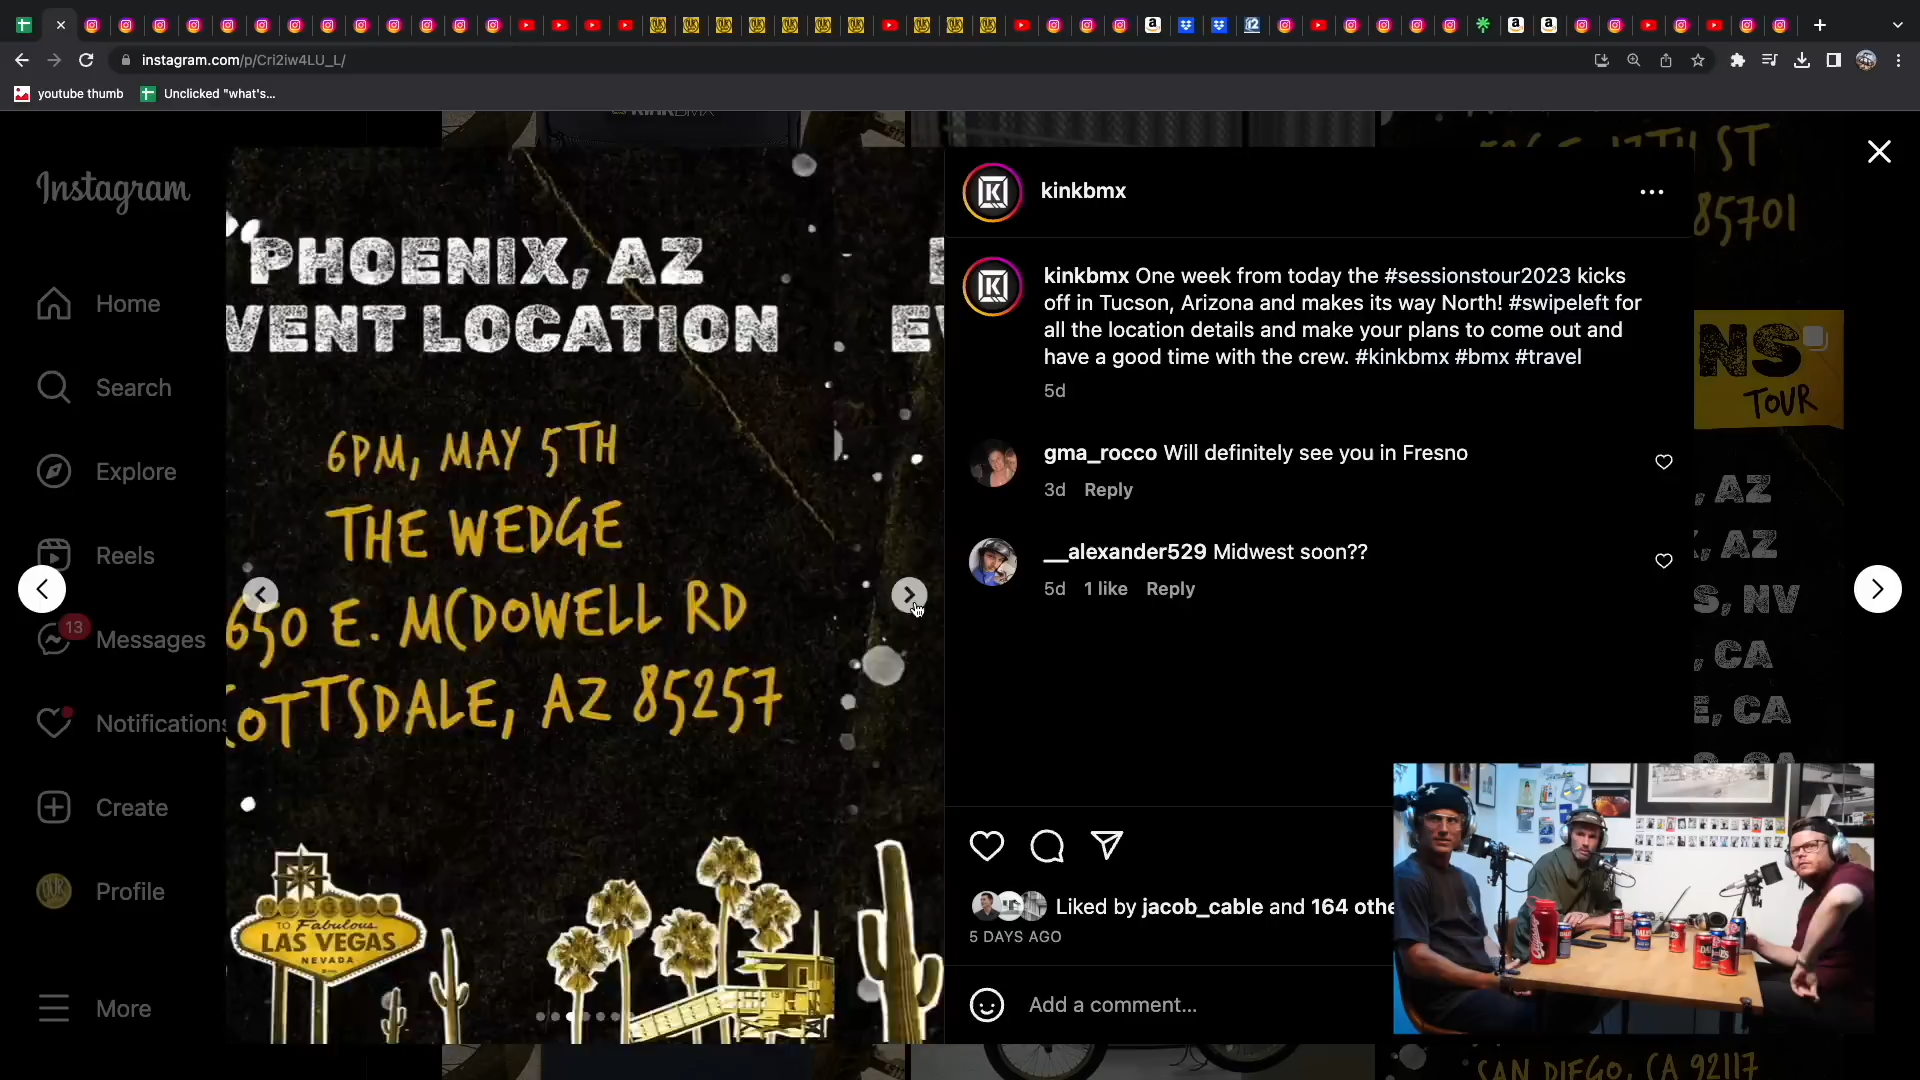 instagram.com/p/Cri2iw4LU_L/
youtube thumb
Unclicked "what's...
Instagram
Home
Search
Explore
Reels
13
Messages
Notifications
Profile
Create
More
PHOENIX, AZ
VENT LOCATION
6PM, MAY 5TH
THE WEDGE
650 E. MCDOWELL RD
OTTSDALE, AZ 85257
TO Fabulous
LAS VEGAS
NEVADA
kinkbmx
kinkbmx One week from today the #sessionstour2023 kicks
off in Tucson, Arizona and makes its way North! #swipeleft for
all the location details and make your plans to come out and
have a good time with the crew. #kinkbmx #bmx #travel
5d
gma_rocco Will definitely see you in Fresno
3d Reply
__alexander529 Midwest soon??
5d 1 like Reply
Liked by jacob_cable and 164 othe
5 DAYS AGO
Add a comment...
ST
85701
NS
TOUR
, AZ
, AZ
S, NV
, CA
E, CA
SAN DIEGO, CA 92117